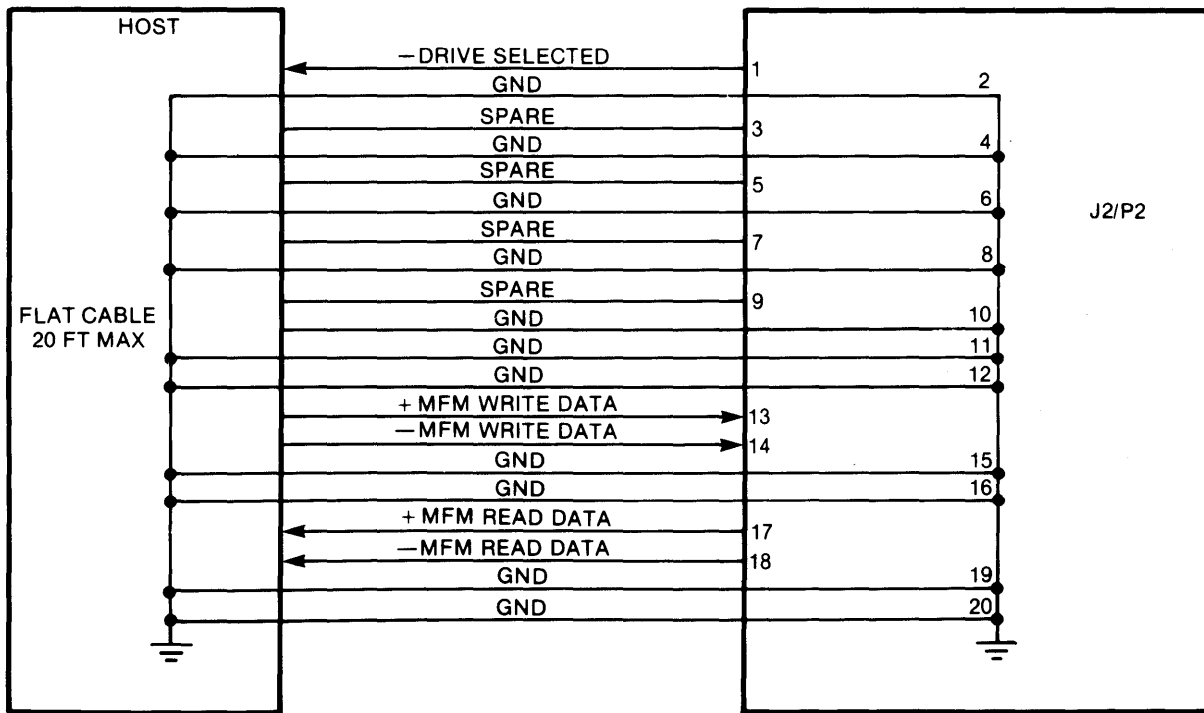 HOST
—DRIVE SELECTED
1
GND
2
SPARE
3
GND
4
SPARE
5
GND
6
J2/P2
SPARE
7
GND
8
SPARE
9
FLAT CABLE
20 FT MAX
GND
10
GND
11
GND
12
+ MFM WRITE DATA
13
—MFM WRITE DATA
14
GND
15
GND
16
+ MFM READ DATA
17
—MFM READ DATA
18
GND
19
GND
20